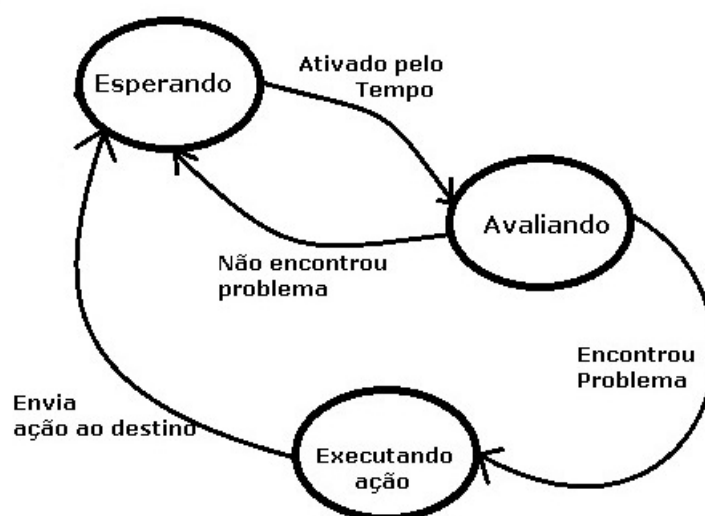 Esperando
Ativado pelo
Tempo
Avaliando
Não encontrou
problema
Encontrou
Problema
Envia
ação ao destino
Executando
ação